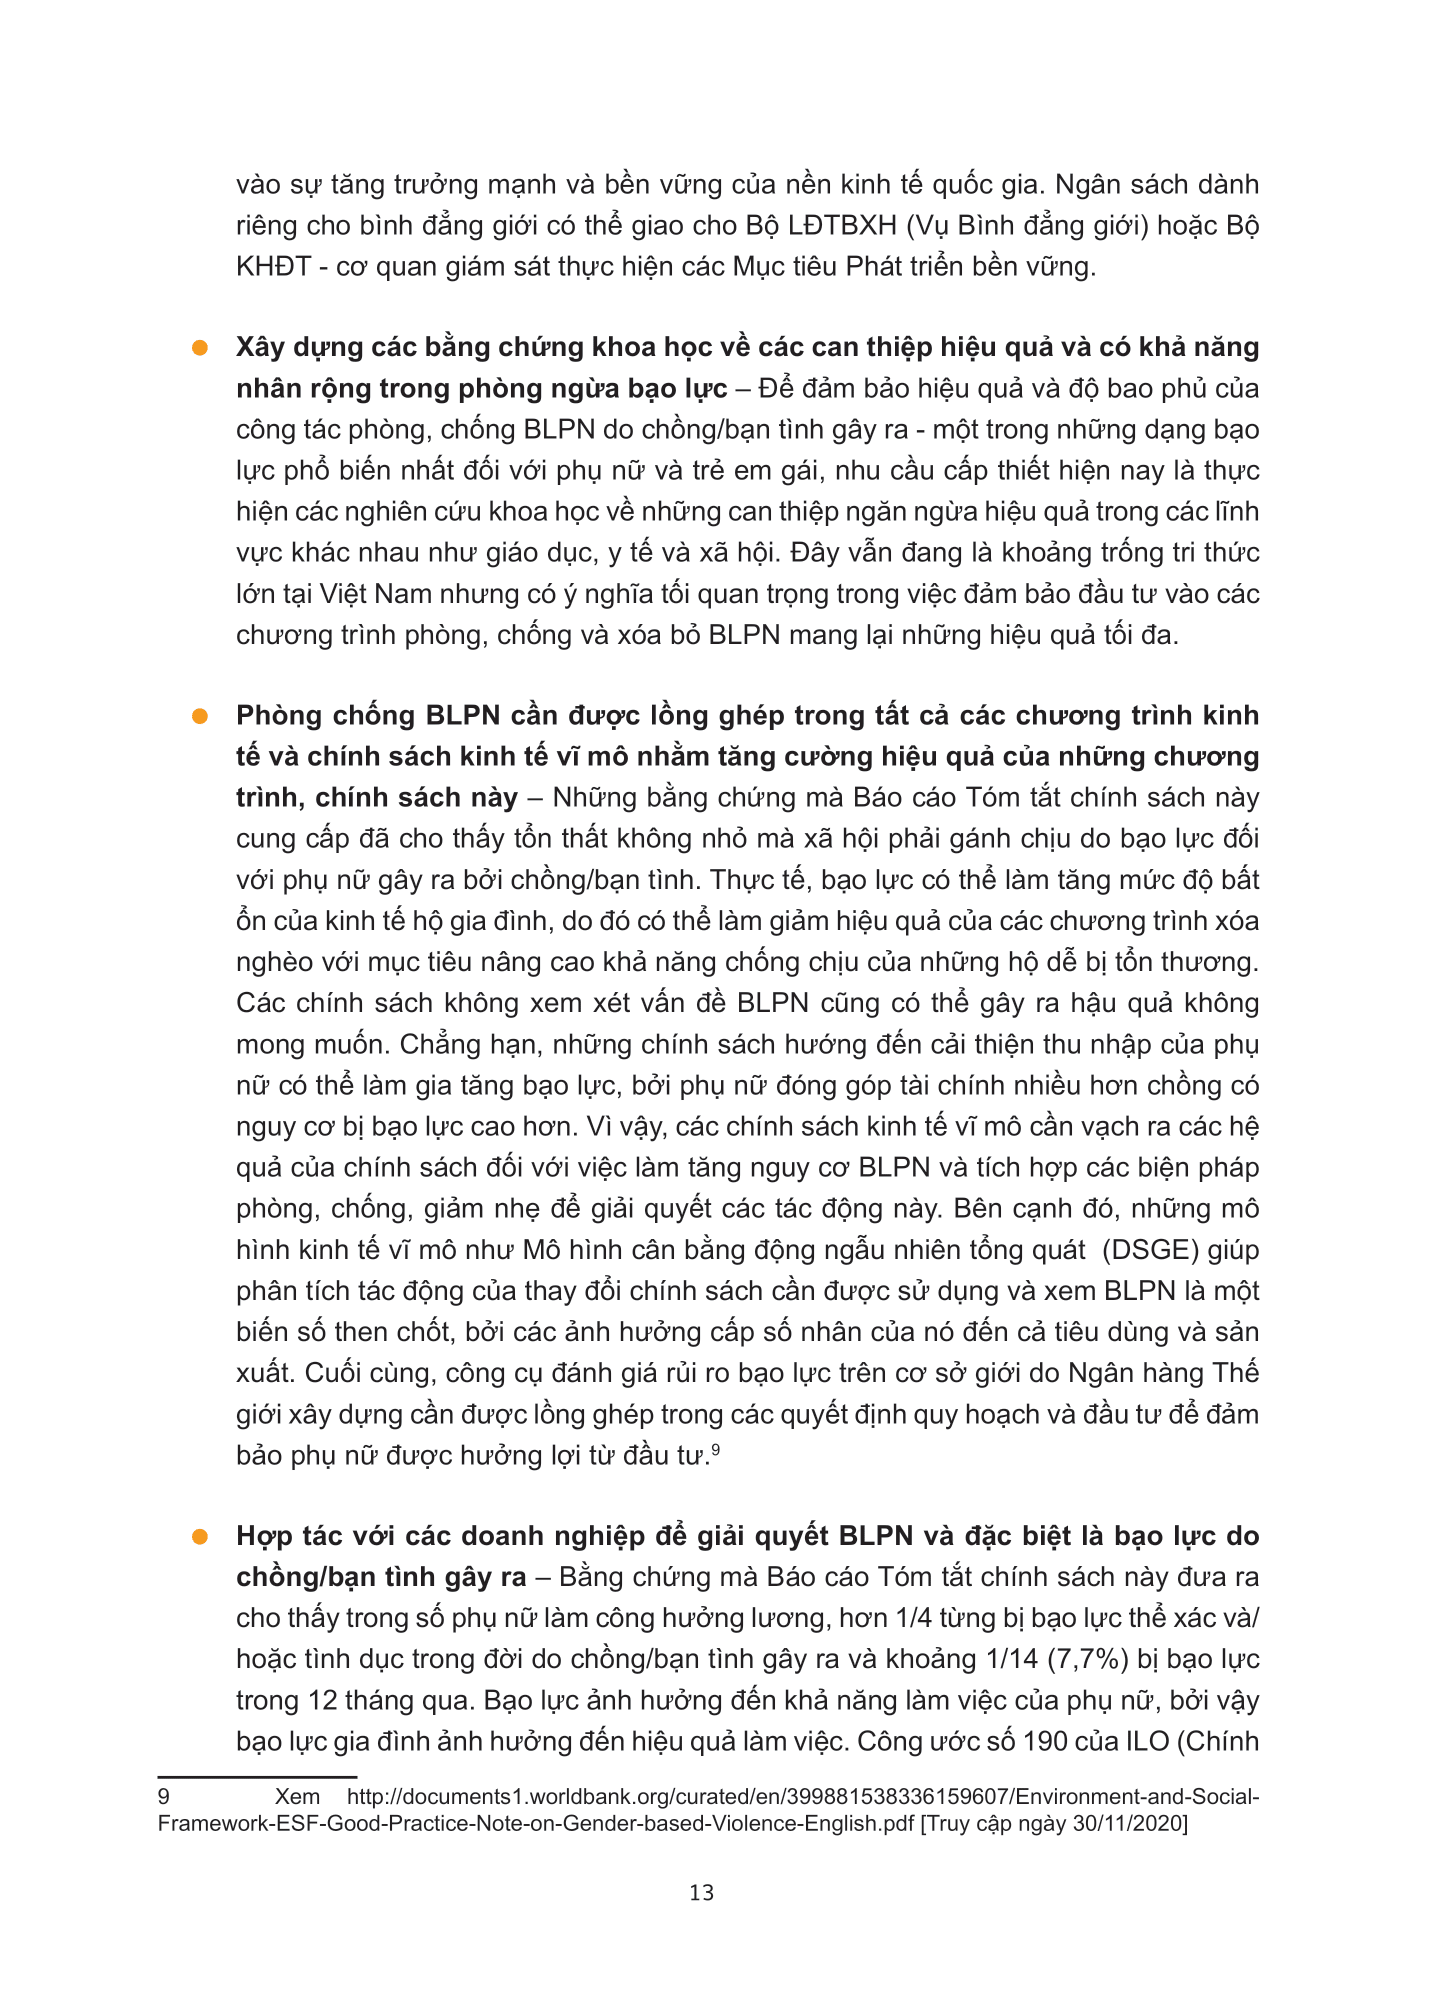 vào sự tăng trưởng mạnh và bền vững của nền kinh tế quốc gia. Ngân sách dành
riêng cho bình đẳng giới có thể giao cho Bộ LĐTBXH (Vụ Bình đẳng giới) hoặc Bộ
KHĐT - cơ quan giám sát thực hiện các Mục tiêu Phát triển bền vững.
Xây dựng các bằng chứng khoa học về các can thiệp hiệu quả và có khả năng
nhân rộng trong phòng ngừa bạo lực – Để đảm bảo hiệu quả và độ bao phủ của
công tác phòng, chống BLPN do chồng/bạn tình gây ra - một trong những dạng bạo
lực phổ biến nhất đối với phụ nữ và trẻ em gái, nhu cầu cấp thiết hiện nay là thực
hiện các nghiên cứu khoa học về những can thiệp ngăn ngừa hiệu quả trong các lĩnh
vực khác nhau như giáo dục, y tế và xã hội. Đây vẫn đang là khoảng trống tri thức
lớn tại Việt Nam nhưng có ý nghĩa tối quan trọng trong việc đảm bảo đầu tư vào các
chương trình phòng, chống và xóa bỏ BLPN mang lại những hiệu quả tối đa.
Phòng chống BLPN cần được lồng ghép trong tất cả các chương trình kinh
tế và chính sách kinh tế vĩ mô nhằm tăng cường hiệu quả của những chương
trình, chính sách này – Những bằng chứng mà Báo cáo Tóm tắt chính sách này
cung cấp đã cho thấy tổn thất không nhỏ mà xã hội phải gánh chịu do bạo lực đối
với phụ nữ gây ra bởi chồng/bạn tình. Thực tế, bạo lực có thể làm tăng mức độ bất
ổn của kinh tế hộ gia đình, do đó có thể làm giảm hiệu quả của các chương trình xóa
nghèo với mục tiêu nâng cao khả năng chống chịu của những hộ dễ bị tổn thương.
Các chính sách không xem xét vấn đề BLPN cũng có thể gây ra hậu quả không
mong muốn. Chẳng hạn, những chính sách hướng đến cải thiện thu nhập của phụ
nữ có thể làm gia tăng bạo lực, bởi phụ nữ đóng góp tài chính nhiều hơn chồng có
nguy cơ bị bạo lực cao hơn. Vì vậy, các chính sách kinh tế vĩ mô cần vạch ra các hệ
quả của chính sách đối với việc làm tăng nguy cơ BLPN và tích hợp các biện pháp
phòng, chống, giảm nhẹ để giải quyết các tác động này. Bên cạnh đó, những mô
hình kinh tế vĩ mô như Mô hình cân bằng động ngẫu nhiên tổng quát (DSGE) giúp
phân tích tác động của thay đổi chính sách cần được sử dụng và xem BLPN là một
biến số then chốt, bởi các ảnh hưởng cấp số nhân của nó đến cả tiêu dùng và sản
xuất. Cuối cùng, công cụ đánh giá rủi ro bạo lực trên cơ sở giới do Ngân hàng Thế
giới xây dựng cần được lồng ghép trong các quyết định quy hoạch và đầu tư để đảm
bảo phụ nữ được hưởng lợi từ đầu tư.⁹
Hợp tác với các doanh nghiệp để giải quyết BLPN và đặc biệt là bạo lực do
chồng/bạn tình gây ra – Bằng chứng mà Báo cáo Tóm tắt chính sách này đưa ra
cho thấy trong số phụ nữ làm công hưởng lương, hơn 1/4 từng bị bạo lực thể xác và/
hoặc tình dục trong đời do chồng/bạn tình gây ra và khoảng 1/14 (7,7%) bị bạo lực
trong 12 tháng qua. Bạo lực ảnh hưởng đến khả năng làm việc của phụ nữ, bởi vậy
bạo lực gia đình ảnh hưởng đến hiệu quả làm việc. Công ước số 190 của ILO (Chính
9 Xem http://documents1.worldbank.org/curated/en/399881538336159607/Environment-and-Social-
Framework-ESF-Good-Practice-Note-on-Gender-based-Violence-English.pdf [Truy cập ngày 30/11/2020]
13